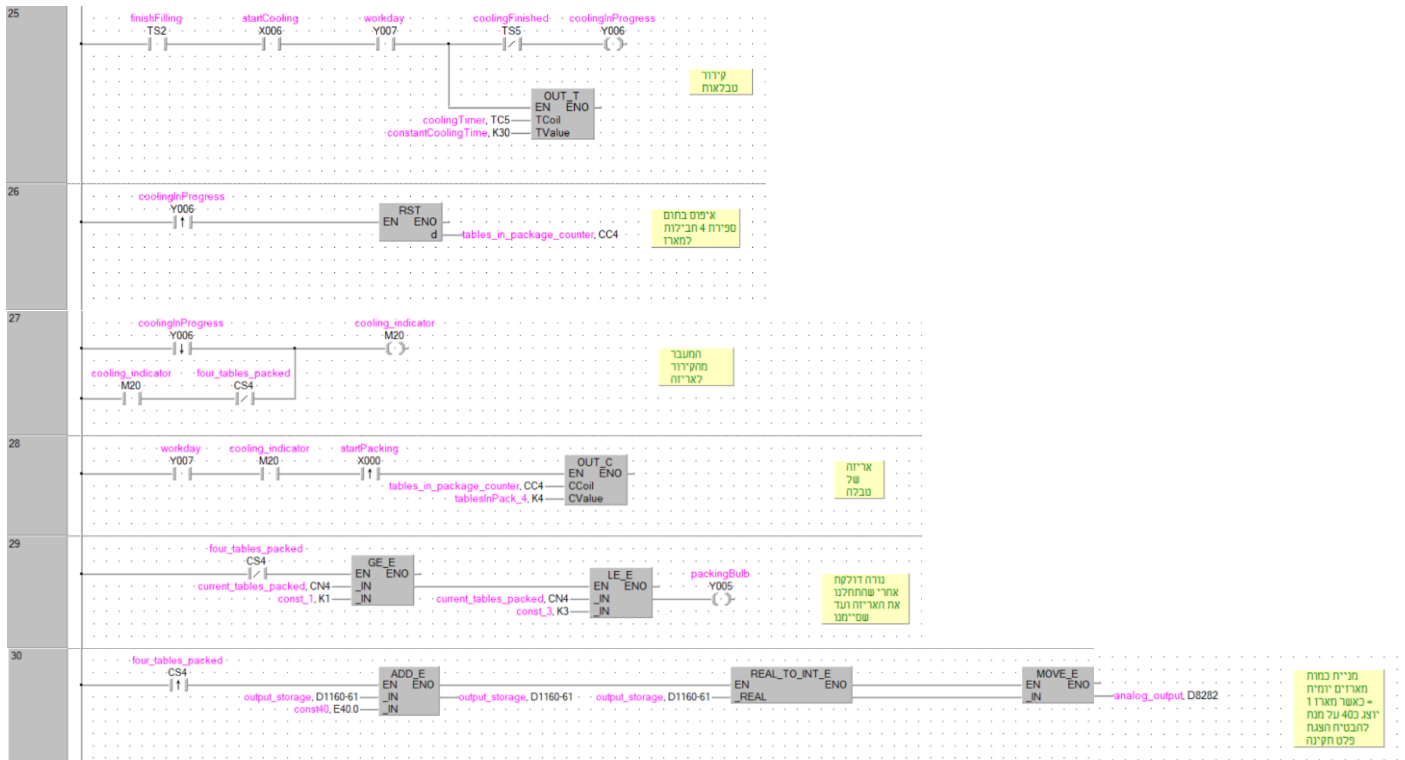 25
finishFilling startCooling workday coolingFinished coolingInProgress
TS2 X006 Y007 TS5 Y006
קירור
טבלאות
OUT_T
EN ENO
coolingTimer, TC5 TCoil
constantCoolingTime, K30 TValue
26
coolingInProgress
Y006
RST
EN ENO
d tables_in_package_counter, CC4
איפוס בתום
ספירת 4 חבילות
למארז
27
coolingInProgress cooling_indicator
Y006 M20
המעבר
מהקירור
לאריזה
cooling_indicator four_tables_packed
M20 CS4
28
workday cooling_indicator startPacking
Y007 M20 X000
OUT_C
EN ENO
tables_in_package_counter, CC4 CCoil
tablesInPack_4, K4 CValue
אריזה
של
טבלה
29
four_tables_packed
CS4
GE_E
EN ENO
current_tables_packed, CN4 _IN
const_1, K1 _IN
LE_E
EN ENO
current_tables_packed, CN4 _IN
const_3, K3 _IN
packingBulb
Y005
נורה דולקת
אחרי שהתחלנו
את האריזה ועד
שסיימנו
30
four_tables_packed
CS4
ADD_E
EN ENO
output_storage, D1160-61 _IN output_storage, D1160-61
const40, E40.0 _IN
REAL_TO_INT_E
EN ENO
output_storage, D1160-61 _REAL
MOVE_E
EN ENO
_IN analog_output, D8282
מניית כמות
מארזים יומית
= כאשר מארז 1
יוצג כ40 על מנת
להבטיח הצגת
פלט תקינה